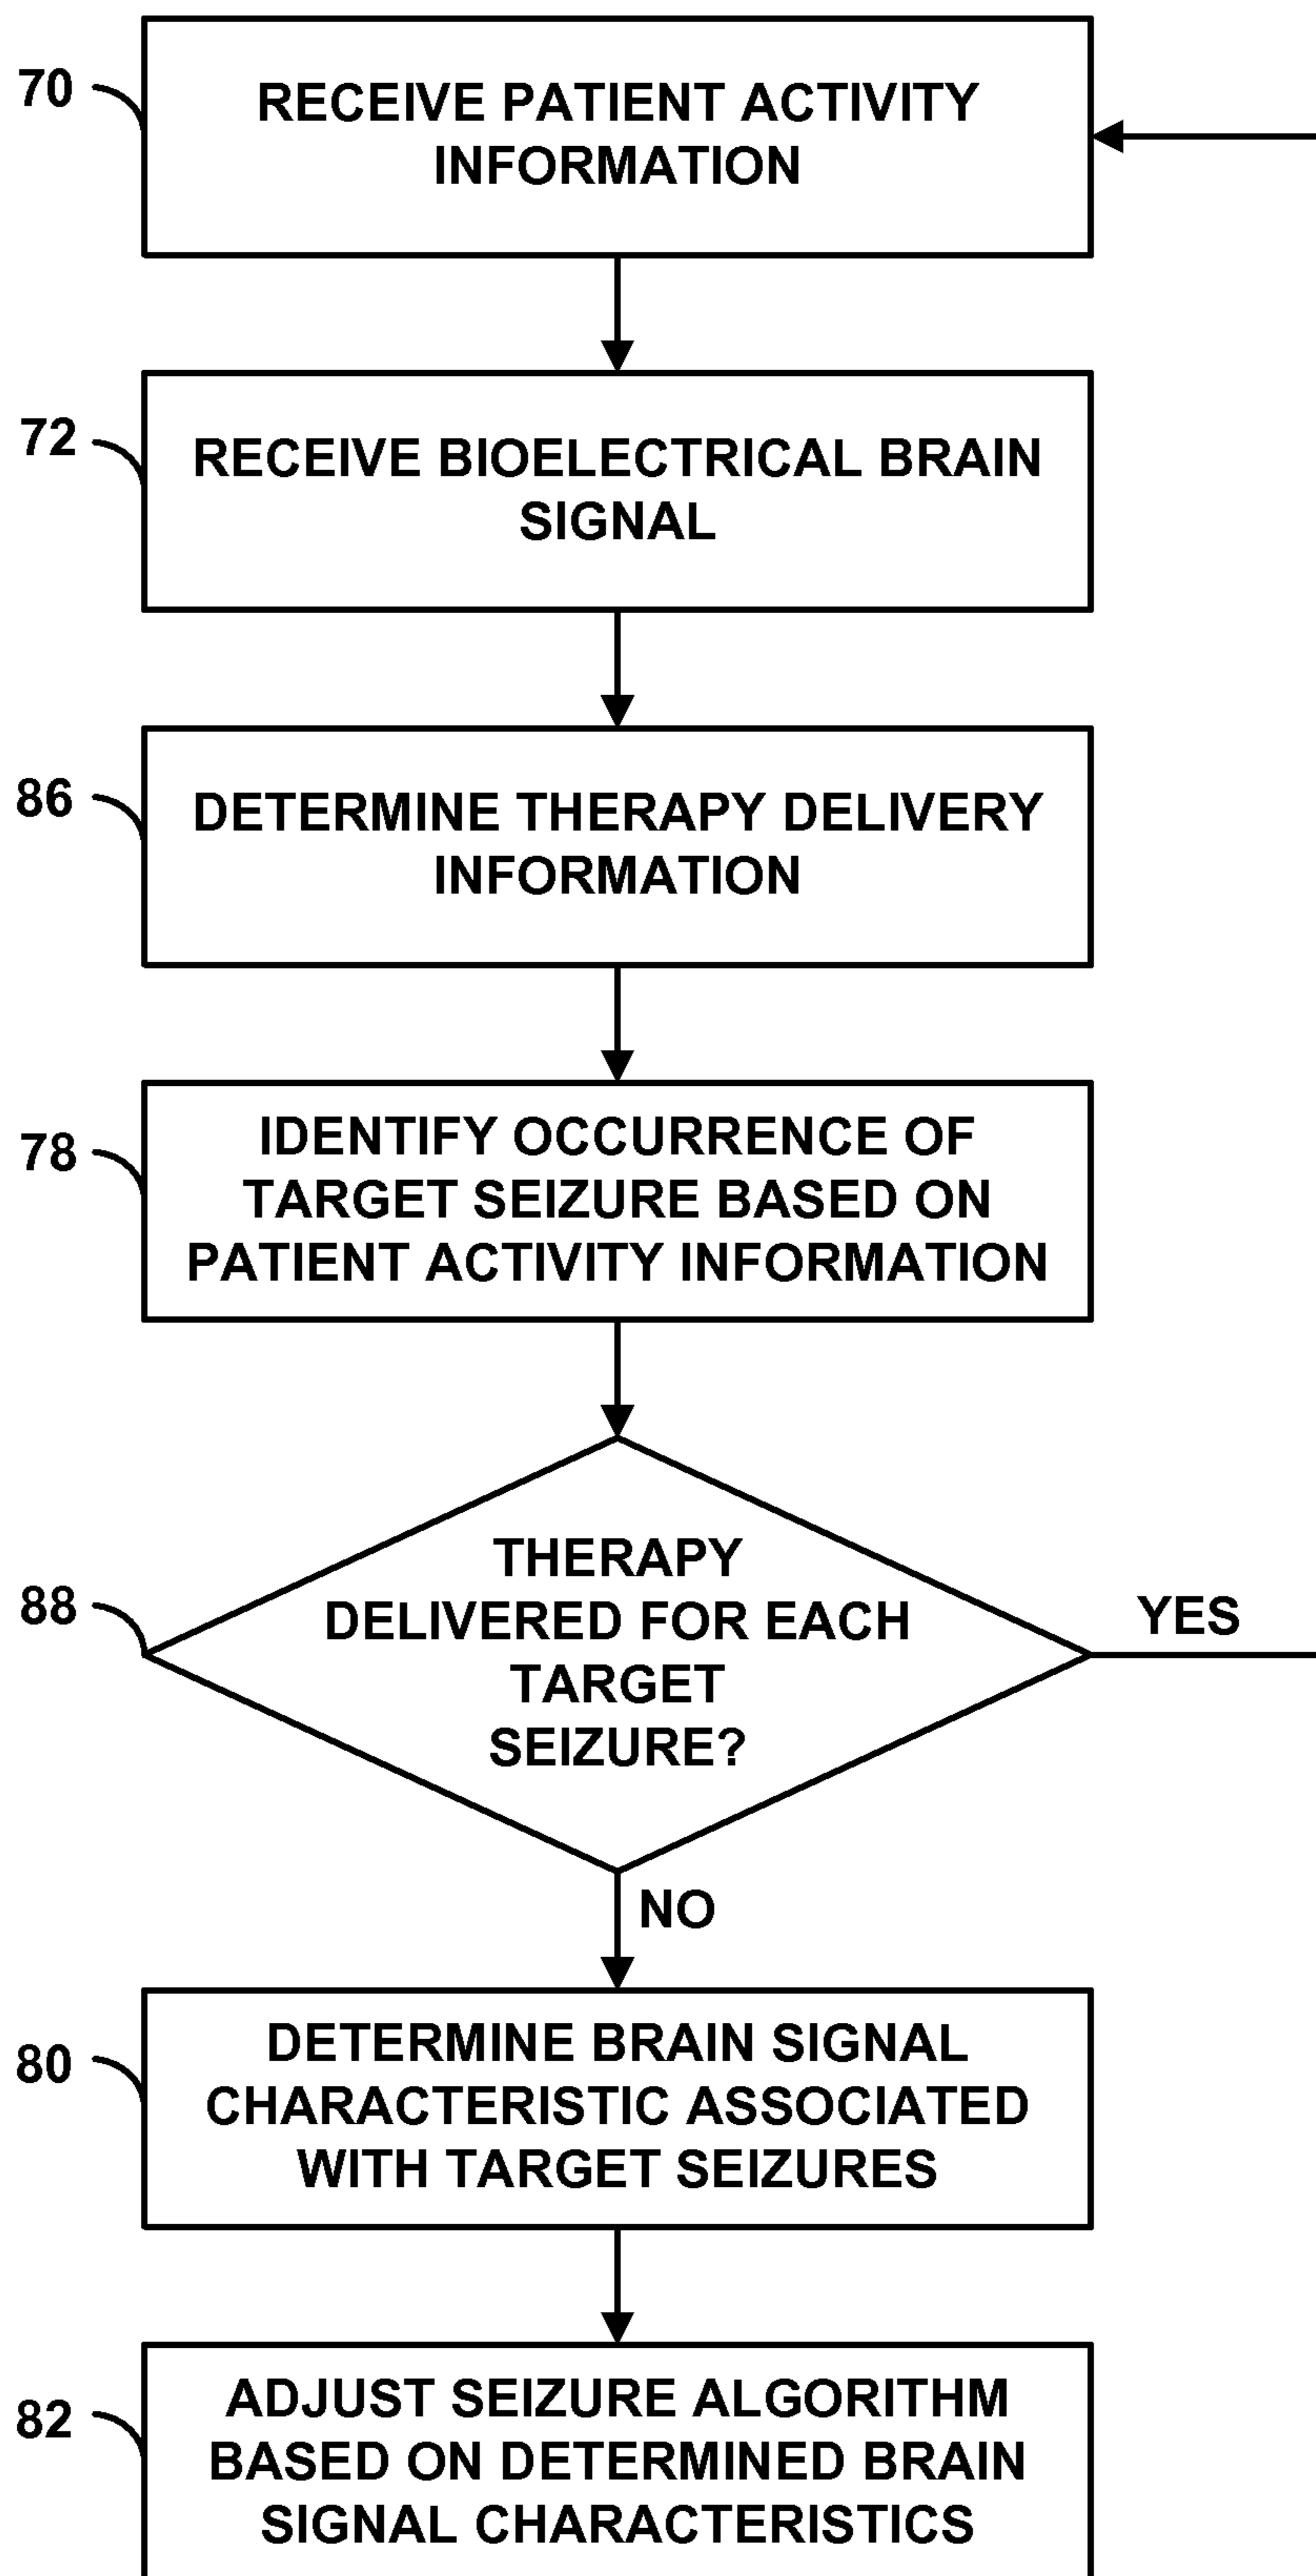 70
RECEIVE PATIENT ACTIVITY
INFORMATION
72
RECEIVE BIOELECTRICAL BRAIN
SIGNAL
86
DETERMINE THERAPY DELIVERY
INFORMATION
78
IDENTIFY OCCURRENCE OF
TARGET SEIZURE BASED ON
PATIENT ACTIVITY INFORMATION
88
THERAPY
DELIVERED FOR EACH
TARGET
SEIZURE?
YES
NO
80
DETERMINE BRAIN SIGNAL
CHARACTERISTIC ASSOCIATED
WITH TARGET SEIZURES
82
ADJUST SEIZURE ALGORITHM
BASED ON DETERMINED BRAIN
SIGNAL CHARACTERISTICS